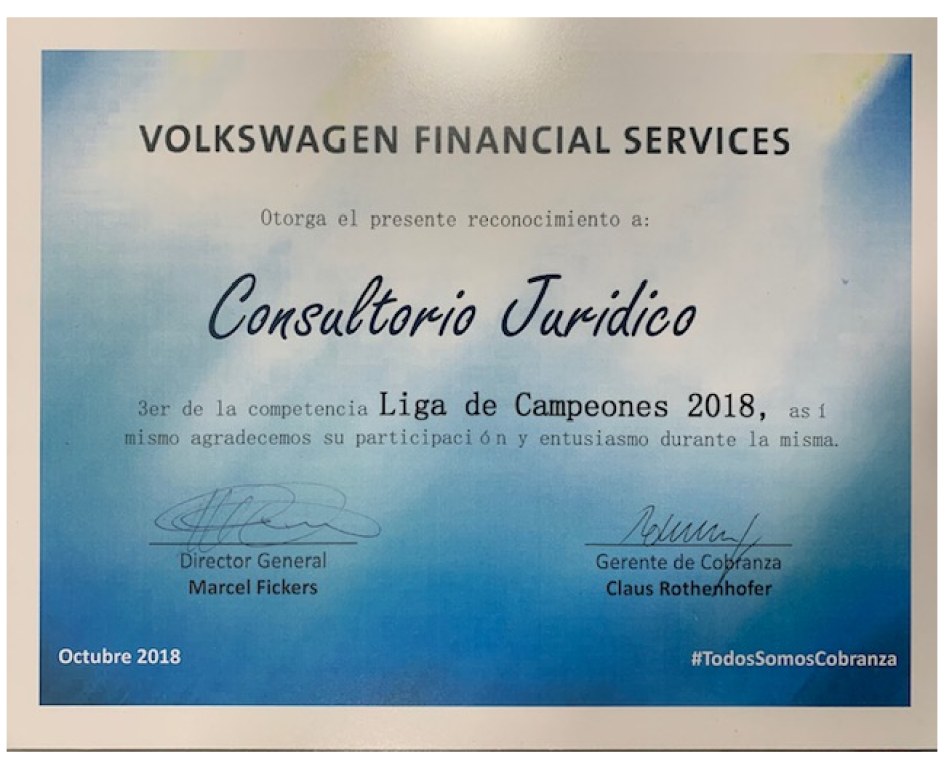 VOLKSWAGEN FINANCIAL SERVICES
Otorga el presente reconocimiento a:
Consultorio Juridico
3er de la competencia Liga de Campeones 2018, así
mismo agradecemos su participación y entusiasmo durante la misma.
Director General
Marcel Fickers
Gerente de Cobranza
Claus Rothenhofer
Octubre 2018
#TodosSomosCobranza